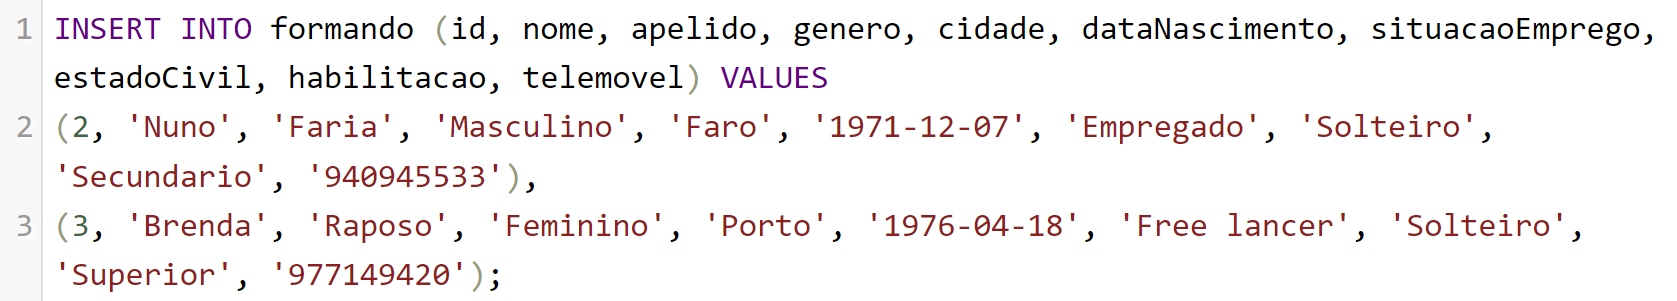 1 INSERT INTO formando (id, nome, apelido, genero, cidade, dataNascimento, situacaoEmprego,
estadoCivil, habilitacao, telemovel) VALUES
2 (2, 'Nuno', 'Faria', 'Masculino', 'Faro', '1971-12-07', 'Empregado', 'Solteiro',
'Secundario', '940945533'),
3 (3, 'Brenda', 'Raposo', 'Feminino', 'Porto', '1976-04-18', 'Free lancer', 'Solteiro',
'Superior', '977149420');